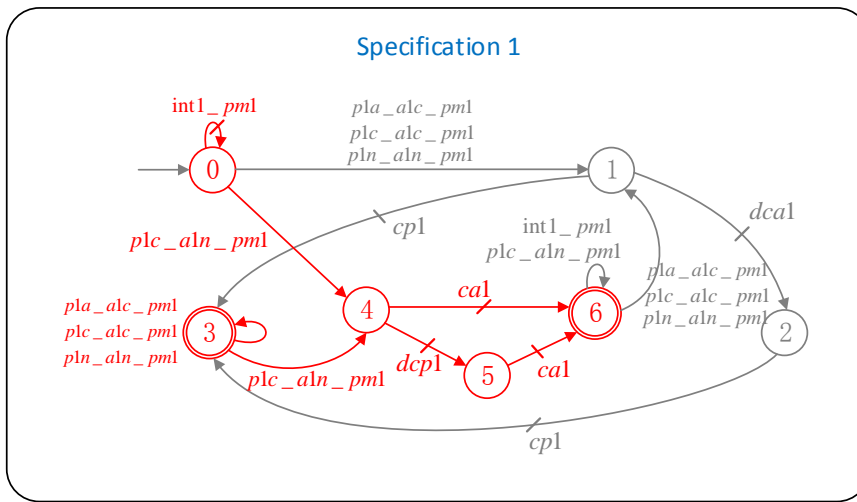 Specification 1
int1_pm1
p1a_a1c_pm1
p1c_a1c_pm1
p1n_a1n_pm1
0
1
cp1
dca1
p1c_a1n_pm1
int1_pm1
p1c_a1n_pm1
p1a_a1c_pm1
p1c_a1c_pm1
p1n_a1n_pm1
ca1
p1a_a1c_pm1
p1c_a1c_pm1
p1n_a1n_pm1
3
4
6
2
dcp1
5
ca1
p1c_a1n_pm1
cp1